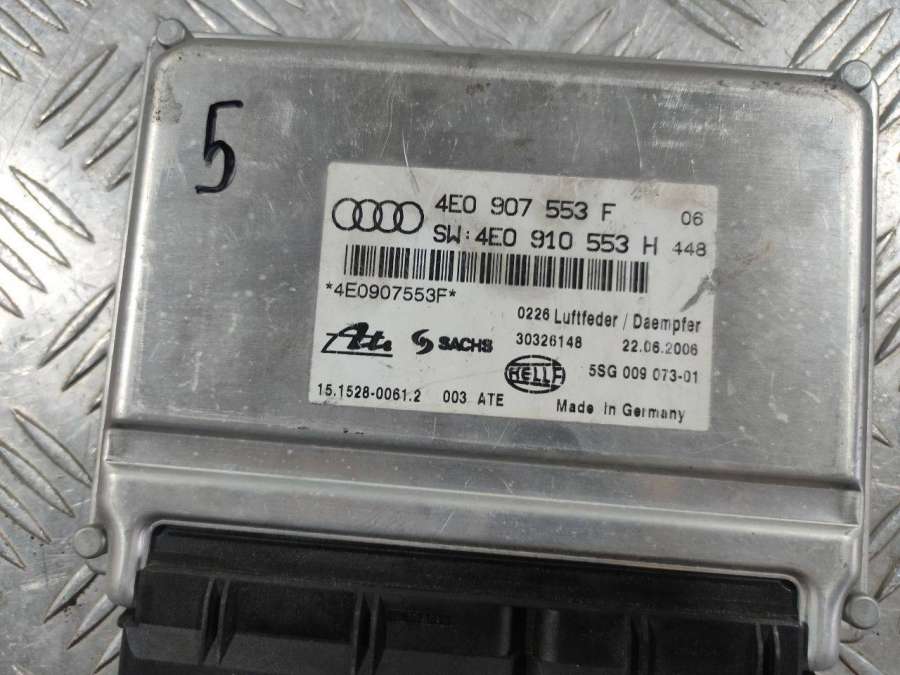 5
4E0 907 553 F 06
SW:4E0 910 553 H 448
*4E0907553F*
0226 Luftfeder / Daempfer
Ate SACHS 30326148 22.06.2006
HELLA 5SG 009 073-01
15.1528-0061.2 003 ATE Made in Germany